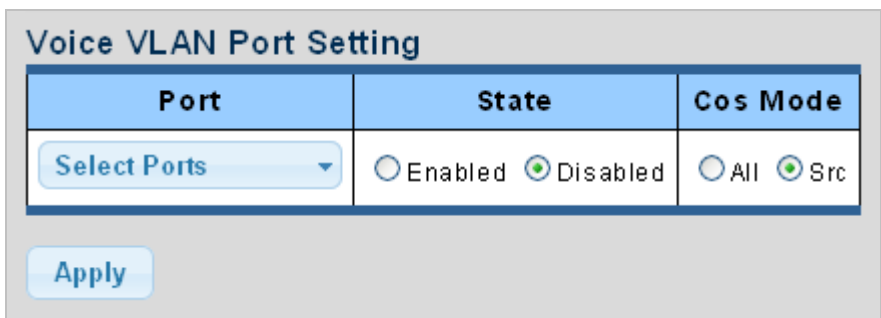 Voice VLAN Port Setting
Port State Cos Mode
Select Ports Enabled Disabled All Src
Apply